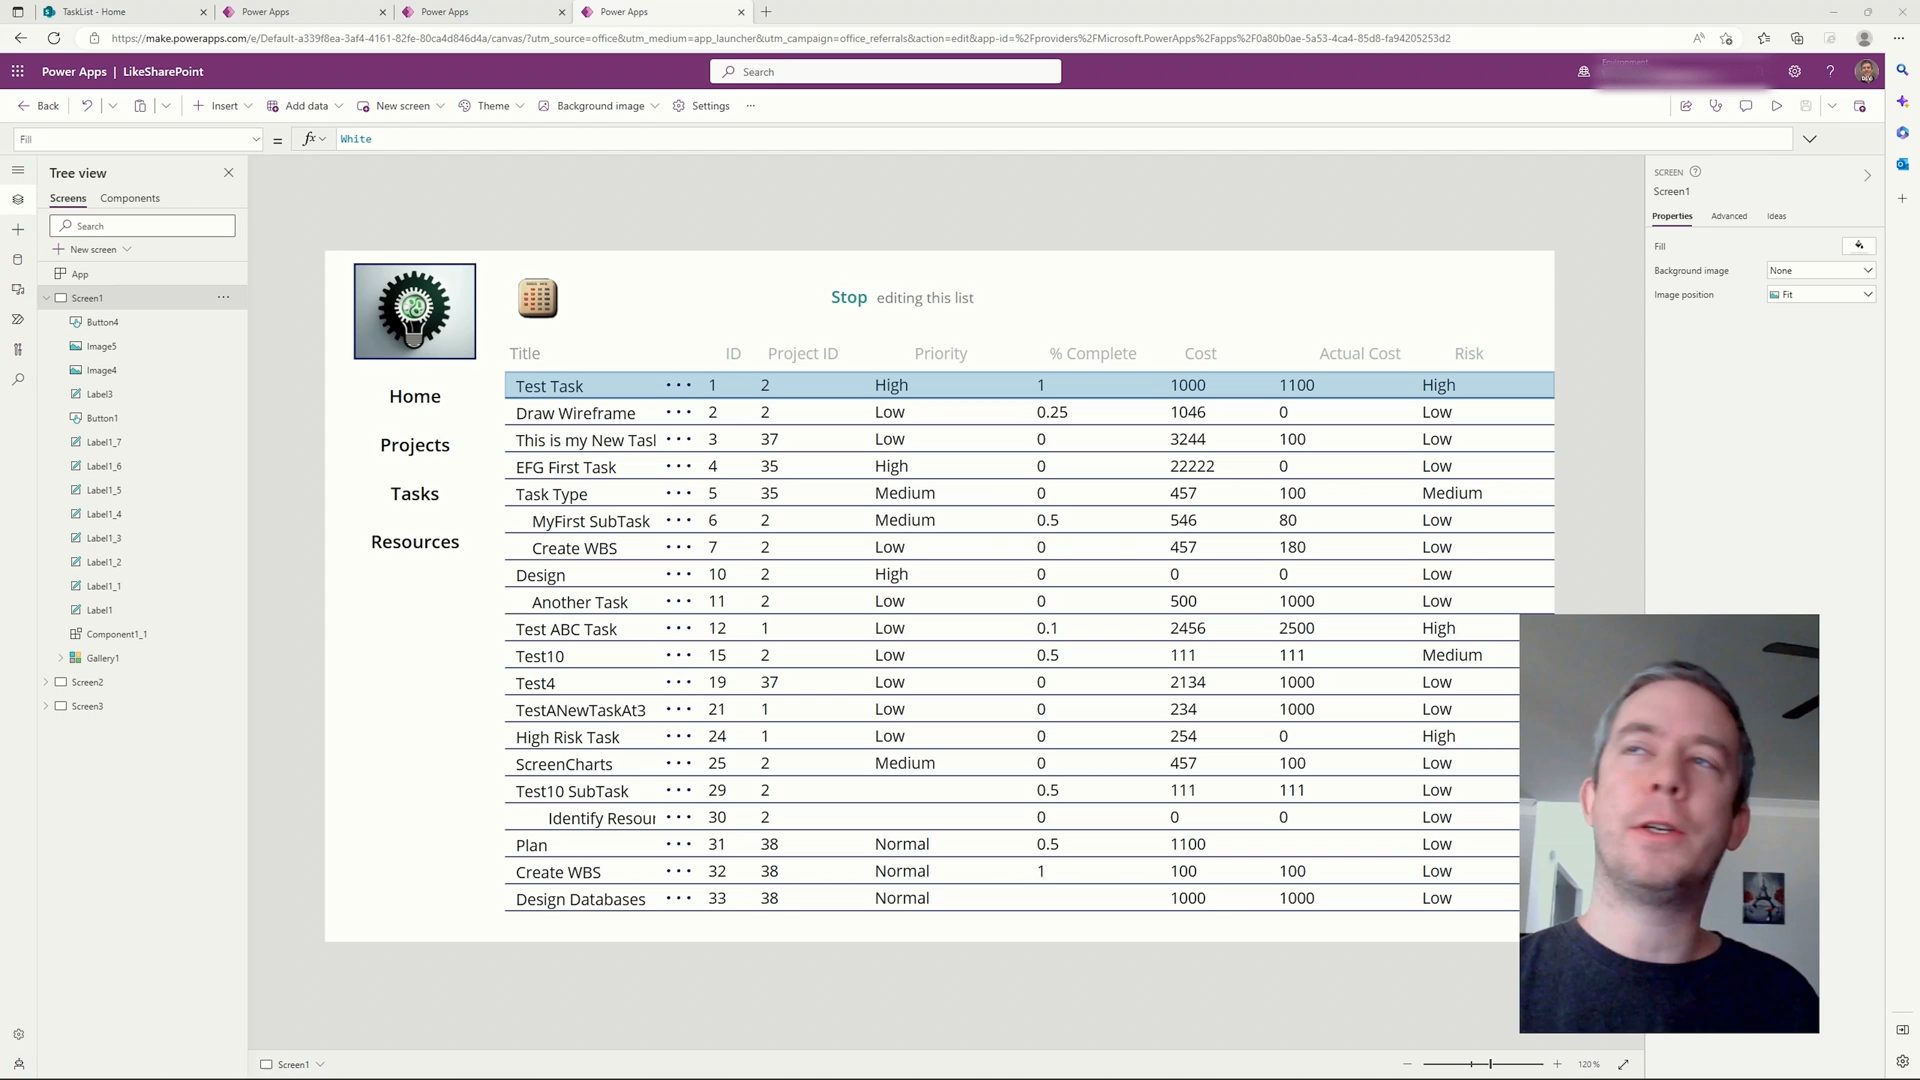 TaskList - Home
Power Apps
Power Apps
Power Apps
https://make.powerapps.com/e/Default-a339f8ea-3af4-4161-82fe-80ca4d846d4a/canvas/?utm_source=office&utm_medium=app_launcher&utm_campaign=office_referrals&action=edit&app-id=%2Fproviders%2FMicrosoft.PowerApps%2Fapps%2F0a80b0ae-5a53-4ca4-85d8-fa94205253d2
Power Apps | LikeSharePoint
Search
Environment
Back
Insert
Add data
New screen
Theme
Background image
Settings
Fill
=
fx
White
Tree view
Screens
Components
Search
New screen
App
Screen1
Button4
Image5
Image4
Label3
Button1
Label1_7
Label1_6
Label1_5
Label1_4
Label1_3
Label1_2
Label1_1
Label1
Component1_1
Gallery1
Screen2
Screen3
Home
Projects
Tasks
Resources
Stop editing this list
Title ID Project ID Priority % Complete Cost Actual Cost Risk
Test Task 1 2 High 1 1000 1100 High
Draw Wireframe 2 2 Low 0.25 1046 0 Low
This is my New Tasl 3 37 Low 0 3244 100 Low
EFG First Task 4 35 High 0 22222 0 Low
Task Type 5 35 Medium 0 457 100 Medium
MyFirst SubTask 6 2 Medium 0.5 546 80 Low
Create WBS 7 2 Low 0 457 180 Low
Design 10 2 High 0 0 0 Low
Another Task 11 2 Low 0 500 1000 Low
Test ABC Task 12 1 Low 0.1 2456 2500 High
Test10 15 2 Low 0.5 111 111 Medium
Test4 19 37 Low 0 2134 1000 Low
TestANewTaskAt3 21 1 Low 0 234 1000 Low
High Risk Task 24 1 Low 0 254 0 High
ScreenCharts 25 2 Medium 0 457 100 Low
Test10 SubTask 29 2 0.5 111 111 Low
Identify Resour 30 2 0 0 0 Low
Plan 31 38 Normal 0.5 1100 Low
Create WBS 32 38 Normal 1 100 100 Low
Design Databases 33 38 Normal 1000 1000 Low
SCREEN
Screen1
Properties
Advanced
Ideas
Fill
Background image
None
Image position
Fit
Screen1
120 %